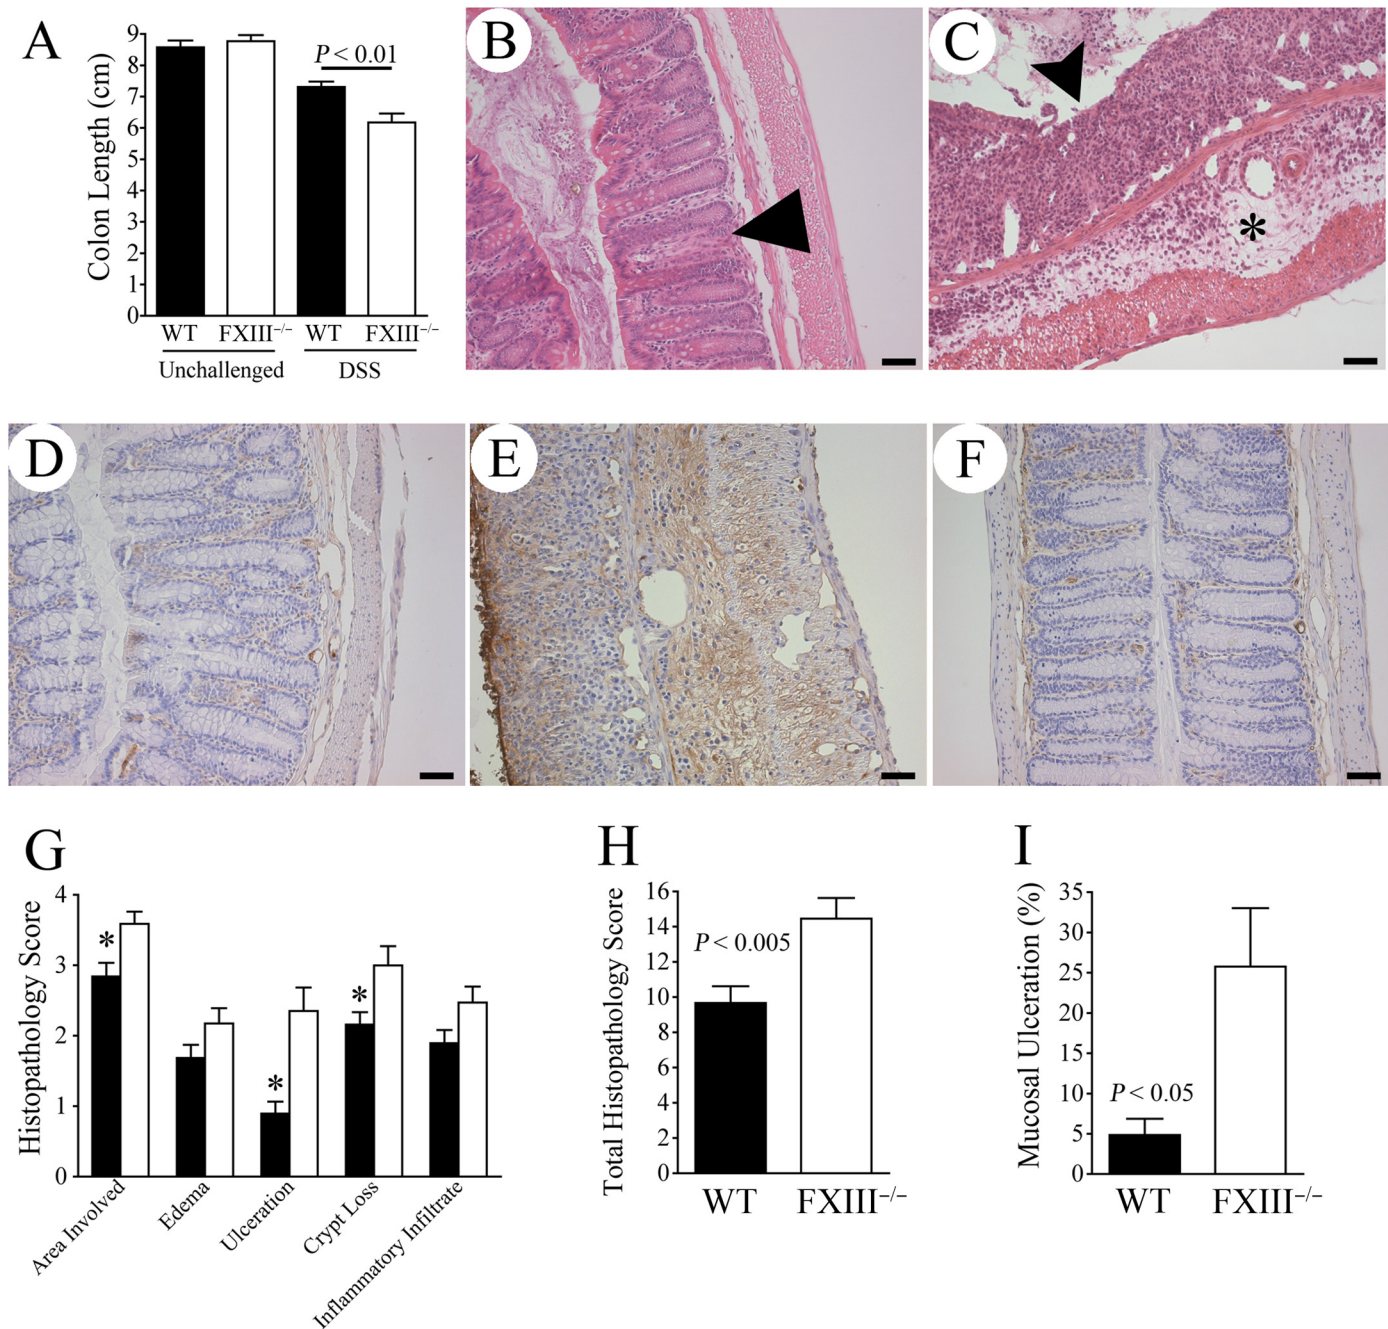 A
Colon Length (cm)
9
8
7
6
5
4
3
2
1
0
P < 0.01
WT
FXIII−/−
WT
FXIII−/−
Unchallenged
DSS
B
C
*
D
E
F
G
Histopathology Score
4
3
2
1
0
*
*
*
Area Involved
Edema
Ulceration
Crypt Loss
Inflammatory Infiltrate
H
Total Histopathology Score
16
14
12
10
8
6
4
2
0
P < 0.005
WT
FXIII−/−
I
Mucosal Ulceration (%)
35
30
25
20
15
10
5
0
P < 0.05
WT
FXIII−/−